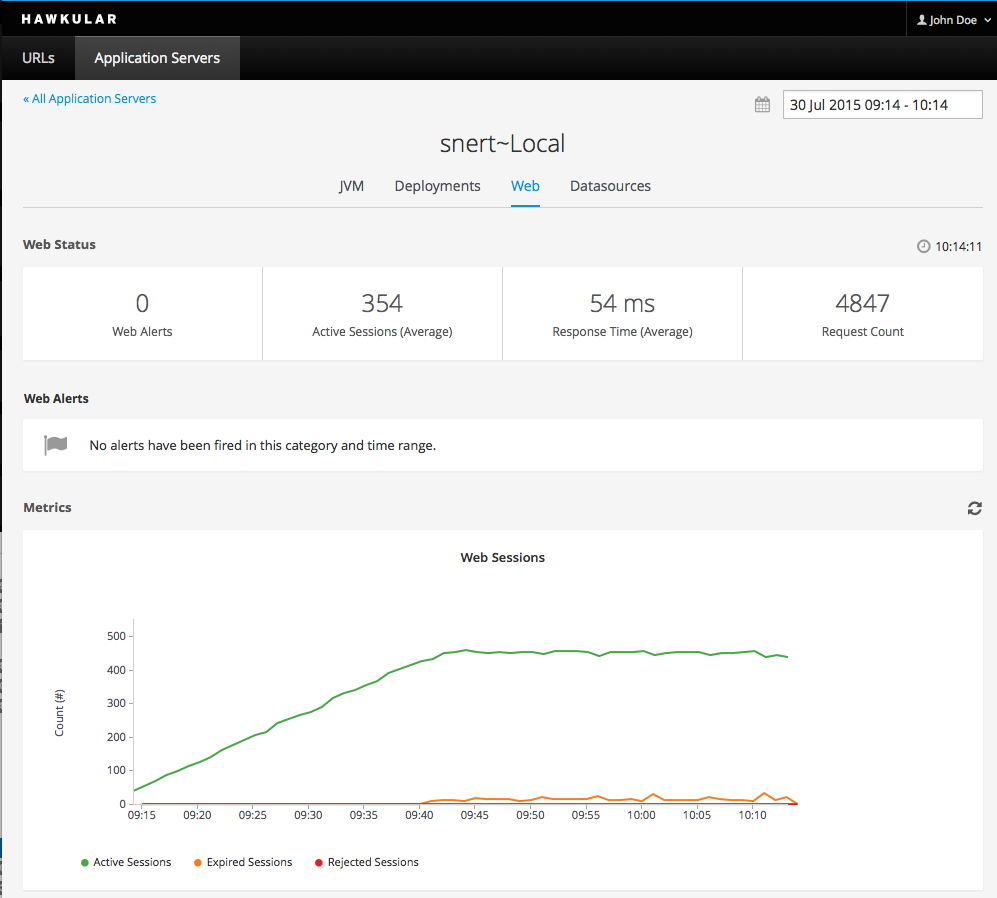 HAWKULAR
John Doe
URLs Application Servers
« All Application Servers
30 Jul 2015 09:14 - 10:14
snert~Local
JVM Deployments Web Datasources
Web Status
10:14:11
0 354 54 ms 4847
Web Alerts Active Sessions (Average) Response Time (Average) Request Count
Web Alerts
No alerts have been fired in this category and time range.
Metrics
Web Sessions
Count (#)
500
400
300
200
100
0
09:15 09:20 09:25 09:30 09:35 09:40 09:45 09:50 09:55 10:00 10:05 10:10
Active Sessions Expired Sessions Rejected Sessions